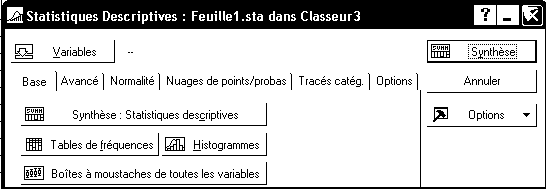 Statistiques Descriptives : Feuille1.sta dans Classeur3
Variables --
Synthèse
Base Avancé Normalité Nuages de points/probas Tracés catég. Options
Annuler
Synthèse : Statistiques descriptives
Options
Tables de fréquences Histogrammes
Boîtes à moustaches de toutes les variables